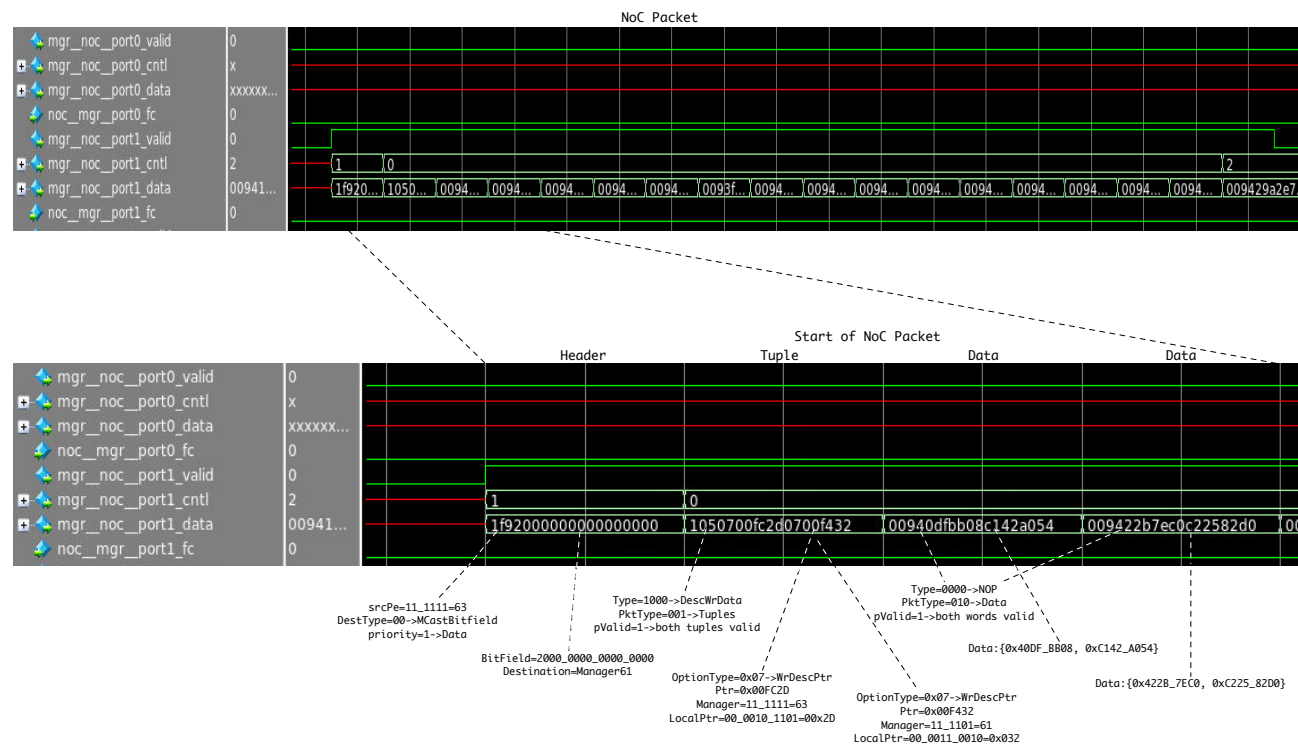 NoC Packet
mgr__noc__port0_valid 0
mgr__noc__port0_cntl x
mgr__noc__port0_data xxxxxx...
noc__mgr_port0_fc 0
mgr__noc__port1_valid 0
mgr__noc__port1_cntl 2 1 0 2
mgr__noc__port1_data 00941... 1f920... 1050... 0094... 0094... 0094... 0094... 0094... 0093f... 0094... 0094... 0094... 0094... 0094... 0094... 0094... 0094... 0094... 009429a2e7
noc__mgr_port1_fc 0
Start of NoC Packet
Header Tuple Data Data
mgr__noc__port0_valid 0
mgr__noc__port0_cntl x
mgr__noc__port0_data xxxxxx...
noc__mgr_port0_fc 0
mgr__noc__port1_valid 0
mgr__noc__port1_cntl 2 1 0
mgr__noc__port1_data 00941... 1f92000000000000000 1050700fc2d0700f432 00940dfbb08c142a054 009422b7ec0c22582d0 00
noc__mgr_port1_fc 0
srcPe=11_1111=63
DestType=00->MCastBitfield
priority=1->Data
Type=1000->DescWrData
PktType=001->Tuples
pValid=1->both tuples valid
Type=0000->NOP
PktType=010->Data
pValid=1->both words valid
BitField=2000_0000_0000_0000
Destination=Manager61
Data:{0x40DF_BB08, 0xC142_A054}
OptionType=0x07->WrDescPtr
Ptr=0x00FC2D
Manager=11_1111=63
LocalPtr=00_0010_1101=00x2D
Data:{0x422B_7EC0, 0xC225_82D0}
OptionType=0x07->WrDescPtr
Ptr=0x00F432
Manager=11_1101=61
LocalPtr=00_0011_0010=0x032